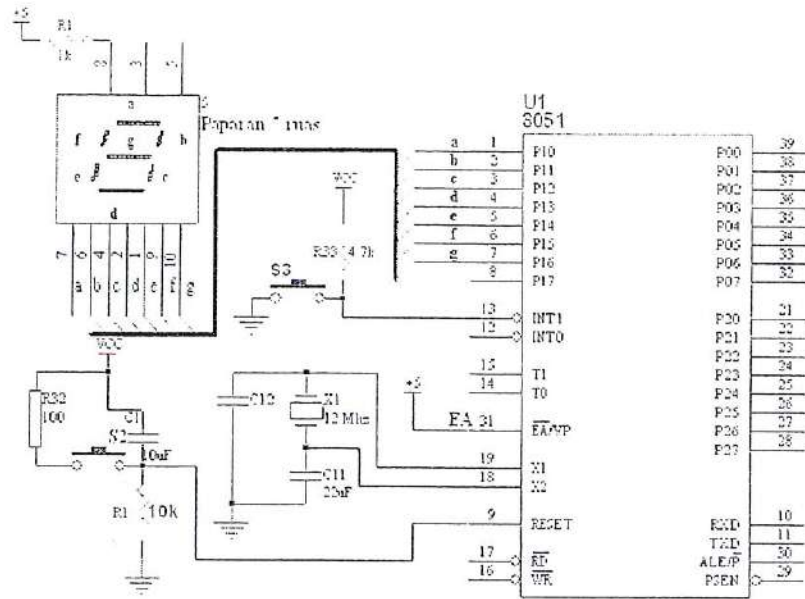 +5
R1
1k
8
3
5
a
f
g
b
e
c
d
7
6
4
2
1
9
10
a
b
c
d
e
f
g
VCC
R32
100
C1
S2
10uF
R1
10k
VCC
R33
4.7k
S3
C12
X1
12 Mhz
C11
+5
EA 31
U1
8051
a 1 P10
b 2 P11
c 3 P12
d 4 P13
e 5 P14
f 6 P15
g 7 P16
8 P17
13 INT1
12 INT0
15 T1
14 T0
EA/VP
19 X1
18 X2
9 RESET
17 RD
16 WR
P00 39
P01 38
P02 37
P03 36
P04 35
P05 34
P06 33
P07 32
P20 21
P21 22
P22 23
P23 24
P24 25
P25 26
P26 27
P27 28
RXD 10
TXD 11
ALE/P 30
PSEN 29